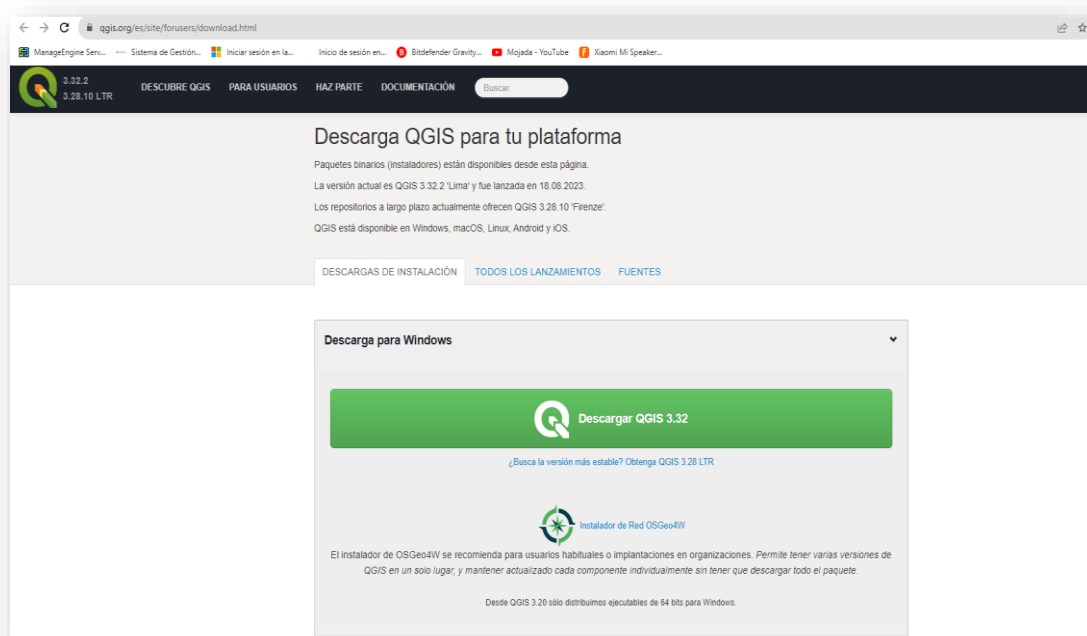 qgis.org/es/site/forusers/download.html
ManageEngine Serv... Sistema de Gestión... Iniciar sesión en la... Inicio de sesión en... Bitdefender Gravity... Mojada - YouTube Xiaomi Mi Speaker...
3.32.2
3.28.10 LTR
DESCUBRE QGIS PARA USUARIOS HAZ PARTE DOCUMENTACIÓN Buscar
Descarga QGIS para tu plataforma
Paquetes binarios (instaladores) están disponibles desde esta página.
La versión actual es QGIS 3.32.2 'Lima' y fue lanzada en 18.08.2023.
Los repositorios a largo plazo actualmente ofrecen QGIS 3.28.10 'Firenze'.
QGIS está disponible en Windows, macOS, Linux, Android y iOS.
DESCARGAS DE INSTALACIÓN TODOS LOS LANZAMIENTOS FUENTES
Descarga para Windows
Descargar QGIS 3.32
¿Busca la versión más estable? Obtenga QGIS 3.28 LTR
Instalador de Red OSGeo4W
El instalador de OSGeo4W se recomienda para usuarios habituales o implantaciones en organizaciones. Permite tener varias versiones de
QGIS en un solo lugar, y mantener actualizado cada componente individualmente sin tener que descargar todo el paquete.
Desde QGIS 3.20 sólo distribuimos ejecutables de 64 bits para Windows.